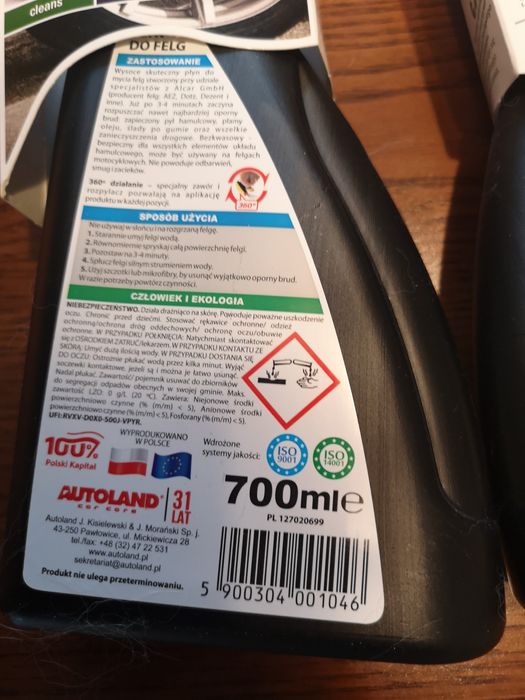 cleans
DO FELG
ZASTOSOWANIE
Wysoce skuteczny płyn do
mycia felg stworzony przy udziale
specjalistów z Alcar GmbH
(producent felg: AEZ, Dotz, Dezent i
inne). Już po 3-4 minutach zaczyna
rozpuszczać nawet najbardziej oporny
brud: zapieczony pył hamulcowy, plamy
oleju, ślady po gumie oraz wszelkie
zanieczyszczenia drogowe. Bezkwasowy -
bezpieczny dla wszystkich elementów układu
hamulcowego, może być używany na felgach
motocyklowych. Nie powoduje odbarwień,
smug i zacieków.
360° działanie – specjalny zawór i
rozpylacz pozwalają na aplikację
produktu w każdej pozycji.
360°
SPOSÓB UŻYCIA
Nie używaj w słońcu i na rozgrzaną felgę.
1. Starannie umyj felgi wodą.
2. Równomiernie spryskaj całą powierzchnię felgi.
3. Pozostaw na 3-4 minuty.
4. Spłucz felgi silnym strumieniem wody.
5. Użyj szczotki lub mikrofibry, by usunąć wyjątkowo oporny brud.
W razie potrzeby powtórz czynności.
CZŁOWIEK I EKOLOGIA
NIEBEZPIECZEŃSTWO. Działa drażniąco na skórę. Powoduje poważne uszkodzenie
oczu. Chronić przed dziećmi. Stosować rękawice ochronne/ odzież
ochronną/ochrona dróg oddechowych/ ochronę oczu/obuwie
ochronne. W PRZYPADKU POŁKNIĘCIA: Natychmiast skontaktować
się z OŚRODKIEM ZATRUĆ/lekarzem. W PRZYPADKU KONTAKTU ZE
SKÓRĄ: Umyć dużą ilością wody. W PRZYPADKU DOSTANIA SIĘ
DO OCZU: Ostrożnie płukać wodą przez kilka minut. Wyjąć
soczewki kontaktowe, jeżeli są i można je łatwo usunąć.
Nadal płukać. Zawartość/ pojemnik usuwać do zbiorników
do segregacji odpadów obecnych w swojej gminie. Maks.
zawartość LZO: 0 g/L (20 °C). Zawiera: Niejonowe środki
powierzchniowo czynne (% (m/m) < 5), Anionowe środki
powierzchniowo czynne (% (m/m) < 5), Fosforany (% (m/m) < 5).
UFI: RVXV-D0X0-500J-VPYR.
100%
Polski Kapitał
WYPRODUKOWANO
W POLSCE
Wdrożone
systemy jakości:
ISO
9001
ISO
14001
AUTOLAND
car care
31
LAT
700ml℮
PL 127020699
Autoland J. Kisielewski & J. Morański Sp. j.
43-250 Pawłowice, ul. Mickiewicza 28
tel./fax: +48 (32) 47 22 531
www.autoland.pl
sekretariat@autoland.pl
Produkt nie ulega przeterminowaniu.
5 900304 001046